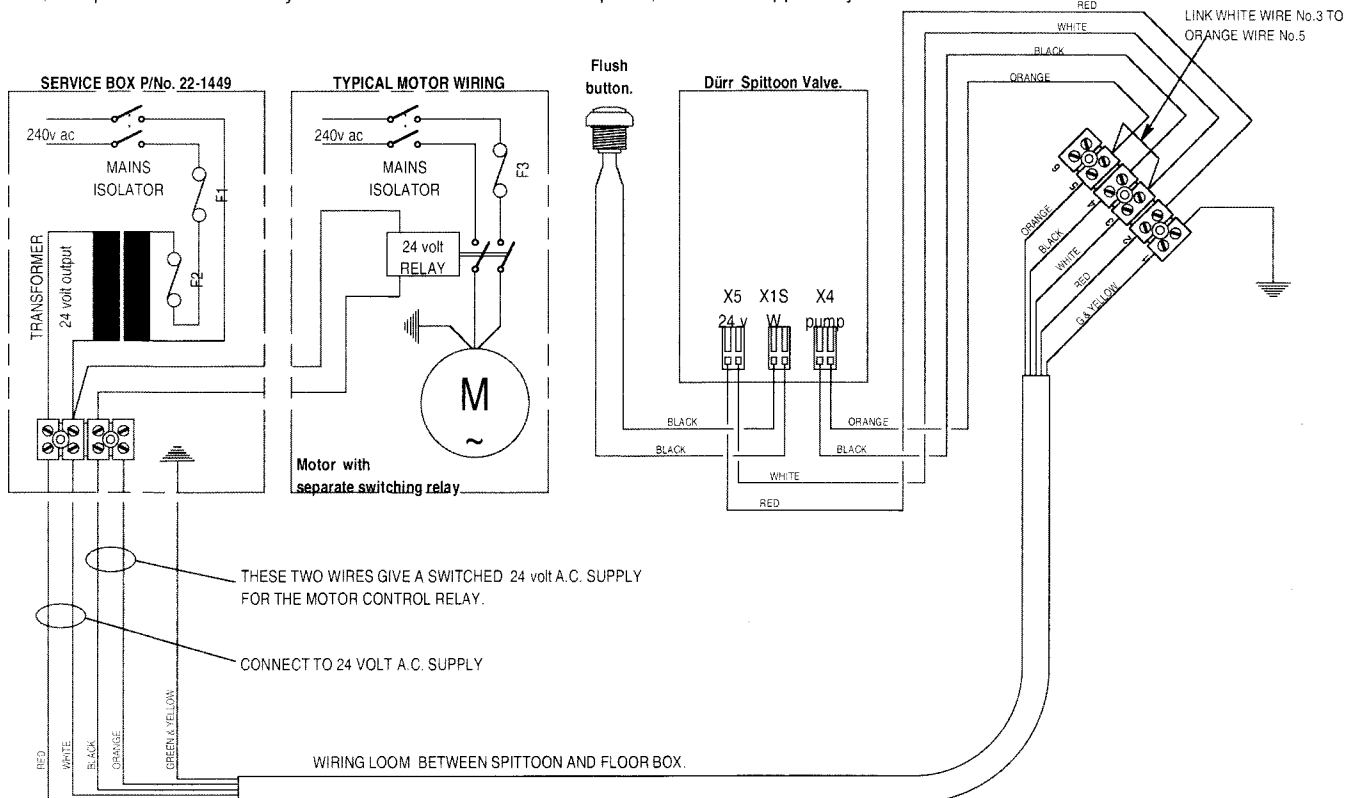 RED
LINK WHITE WIRE No.3 TO
ORANGE WIRE No.5
WHITE
BLACK
ORANGE
SERVICE BOX P/No. 22-1449
TYPICAL MOTOR WIRING
Flush
button.
Dürr Spittoon Valve.
240v ac
MAINS
ISOLATOR
F1
F2
TRANSFORMER
24 volt output
240v ac
MAINS
ISOLATOR
F3
24 volt
RELAY
M
~
Motor with
separate switching relay
X5 X1S X4
24 v W pump
BLACK
BLACK
ORANGE
BLACK
WHITE
RED
6
5
4
3
2
1
ORANGE
BLACK
WHITE
RED
G & YELLOW
THESE TWO WIRES GIVE A SWITCHED 24 volt A.C. SUPPLY
FOR THE MOTOR CONTROL RELAY.
CONNECT TO 24 VOLT A.C. SUPPLY
RED
WHITE
BLACK
ORANGE
GREEN & YELLOW
WIRING LOOM BETWEEN SPITTOON AND FLOOR BOX.